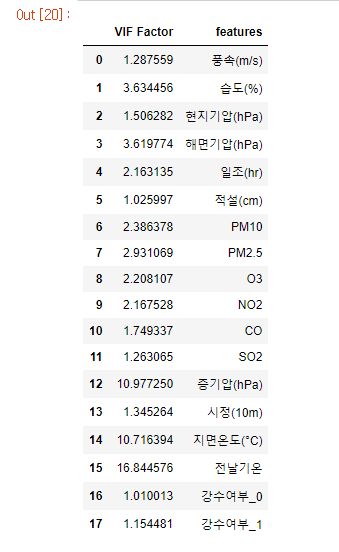 Out [20]:
VIF Factor features
0 1.287559 풍속(m/s)
1 3.634456 습도(%)
2 1.506282 현지기압(hPa)
3 3.619774 해면기압(hPa)
4 2.163135 일조(hr)
5 1.025997 적설(cm)
6 2.386378 PM10
7 2.931069 PM2.5
8 2.208107 O3
9 2.167528 NO2
10 1.749337 CO
11 1.263065 SO2
12 10.977250 증기압(hPa)
13 1.345264 시정(10m)
14 10.716394 지면온도(°C)
15 16.844576 전날기온
16 1.010013 강수여부_0
17 1.154481 강수여부_1